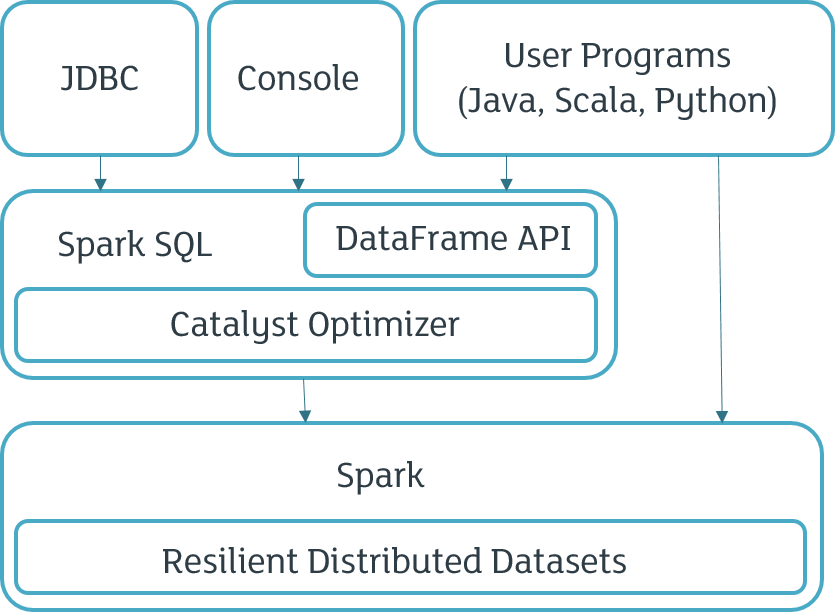 JDBC
Console
User Programs
(Java, Scala, Python)
Spark SQL
DataFrame API
Catalyst Optimizer
Spark
Resilient Distributed Datasets